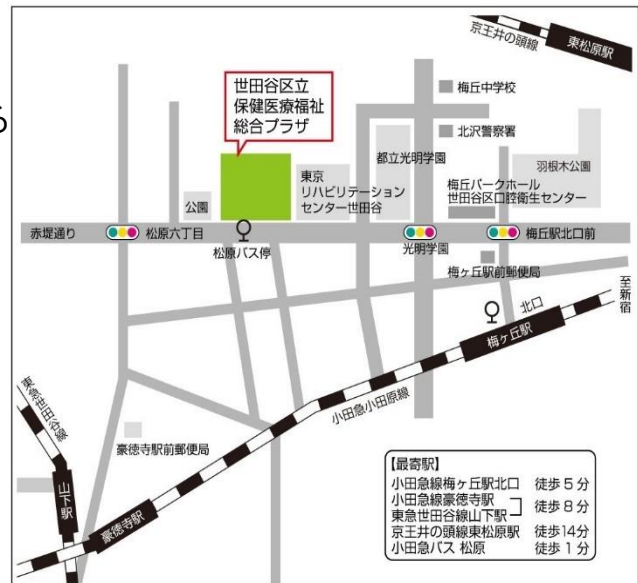 る
京王井の頭線
東松原駅
世田谷区立
保健医療福祉
総合プラザ
梅丘中学校
北沢警察署
都立光明学園
羽根木公園
東京
リハビリテーション
センター世田谷
梅丘パークホール
世田谷区口腔衛生センター
公園
赤堤通り
松原六丁目
松原バス停
光明学園
梅丘駅北口前
梅ヶ丘駅前郵便局
至新宿
北口
梅ヶ丘駅
小田急小田原線
東急世田谷線
豪徳寺駅前郵便局
山下駅
豪徳寺駅
【最寄駅】
小田急線梅ヶ丘駅北口 徒歩5分
小田急線豪徳寺駅
東急世田谷線山下駅 徒歩8分
京王井の頭線東松原駅 徒歩14分
小田急バス 松原 徒歩1分